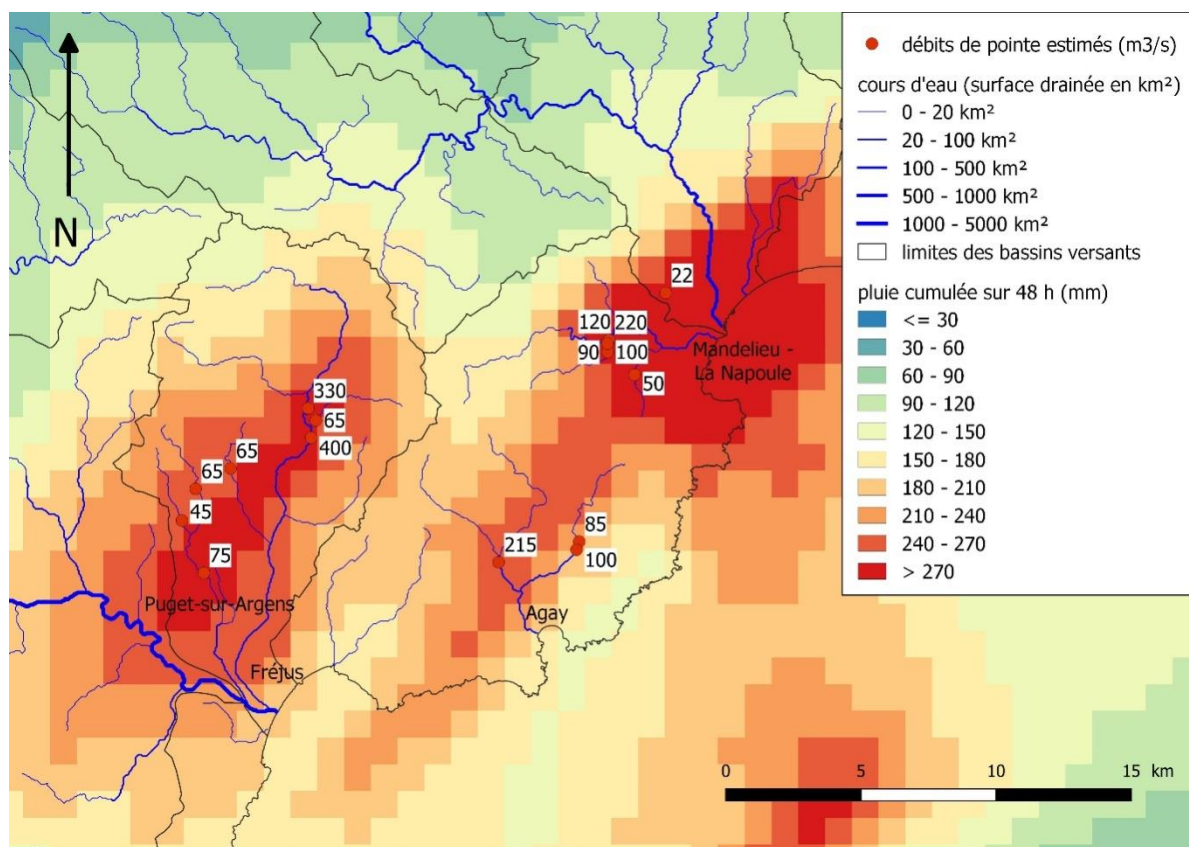 N
22
120
220
90
100
50
Mandelieu -
La Napoule
330
65
400
65
65
45
75
85
215
100
Puget-sur-Argens
Agay
Fréjus
débits de pointe estimés (m3/s)
cours d'eau (surface drainée en km²)
0 - 20 km²
20 - 100 km²
100 - 500 km²
500 - 1000 km²
1000 - 5000 km²
limites des bassins versants
pluie cumulée sur 48 h (mm)
<= 30
30 - 60
60 - 90
90 - 120
120 - 150
150 - 180
180 - 210
210 - 240
240 - 270
> 270
0 5 10 15 km